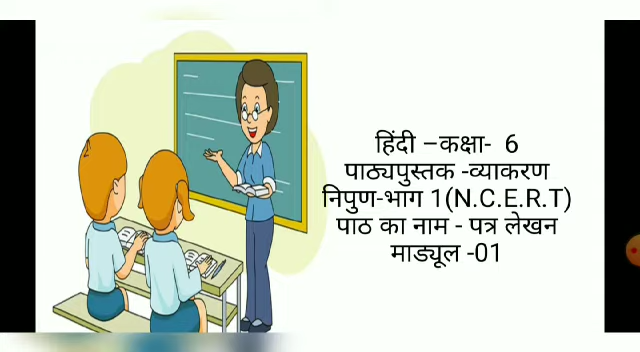 हिंदी –कक्षा- 6
पाठ्यपुस्तक -व्याकरण
निपुण-भाग 1(N.C.E.R.T)
पाठ का नाम - पत्र लेखन
माड्यूल -01